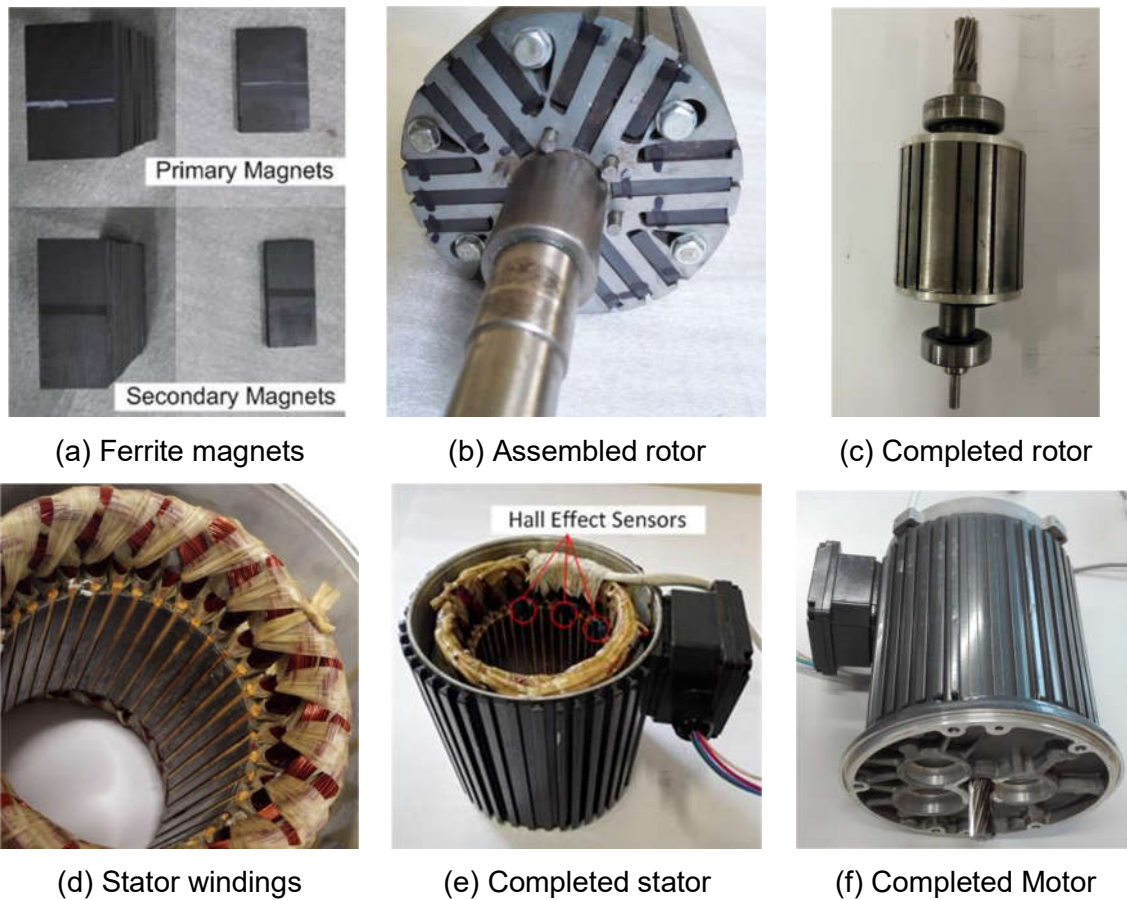 Primary Magnets
Secondary Magnets
(a) Ferrite magnets
(b) Assembled rotor
(c) Completed rotor
Hall Effect Sensors
(d) Stator windings
(e) Completed stator
(f) Completed Motor